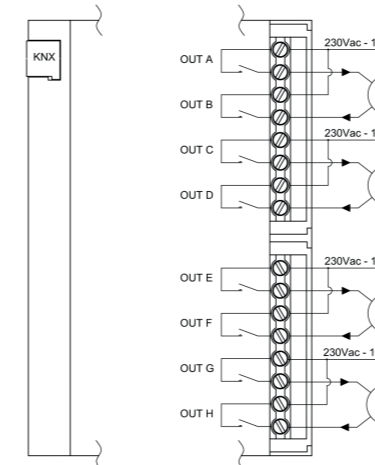 KNX
230Vac - 1
OUT A
OUT B
230Vac - 1
OUT C
OUT D
230Vac - 1
OUT E
OUT F
230Vac - 1
OUT G
OUT H